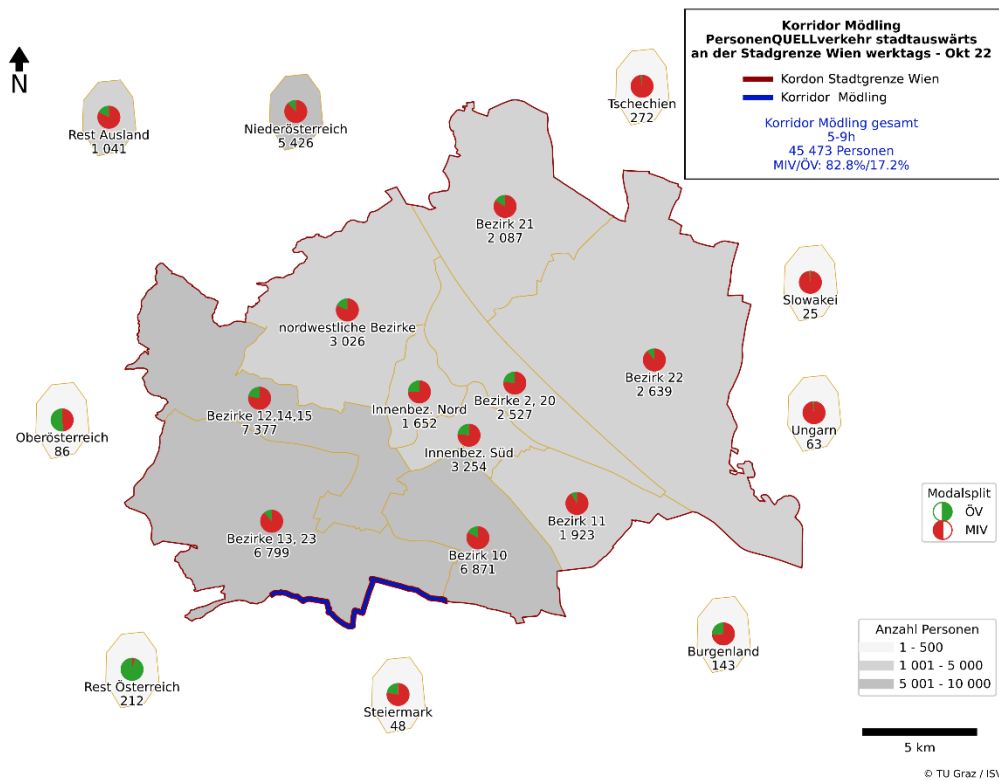 Korridor Mödling
PersonenQUELLverkehr stadtauswärts
an der Stadgrenze Wien werktags - Okt 22
Kordon Stadtgrenze Wien
Korridor Mödling
Korridor Mödling gesamt
5-9h
45 473 Personen
MIV/ÖV: 82.8%/17.2%
N
Rest Ausland
1 041
Niederösterreich
5 426
Tschechien
272
Bezirk 21
2 087
Slowakei
25
nordwestliche Bezirke
3 026
Bezirk 22
2 639
Bezirke 12,14,15
7 377
Innenbez. Nord
1 652
Bezirke 2, 20
2 527
Oberösterreich
86
Ungarn
63
Innenbez. Süd
3 254
Modalsplit
ÖV
MIV
Bezirke 13, 23
6 799
Bezirk 10
6 871
Bezirk 11
1 923
Burgenland
143
Anzahl Personen
1 - 500
1 001 - 5 000
5 001 - 10 000
Rest Österreich
212
Steiermark
48
5 km
© TU Graz / ISV